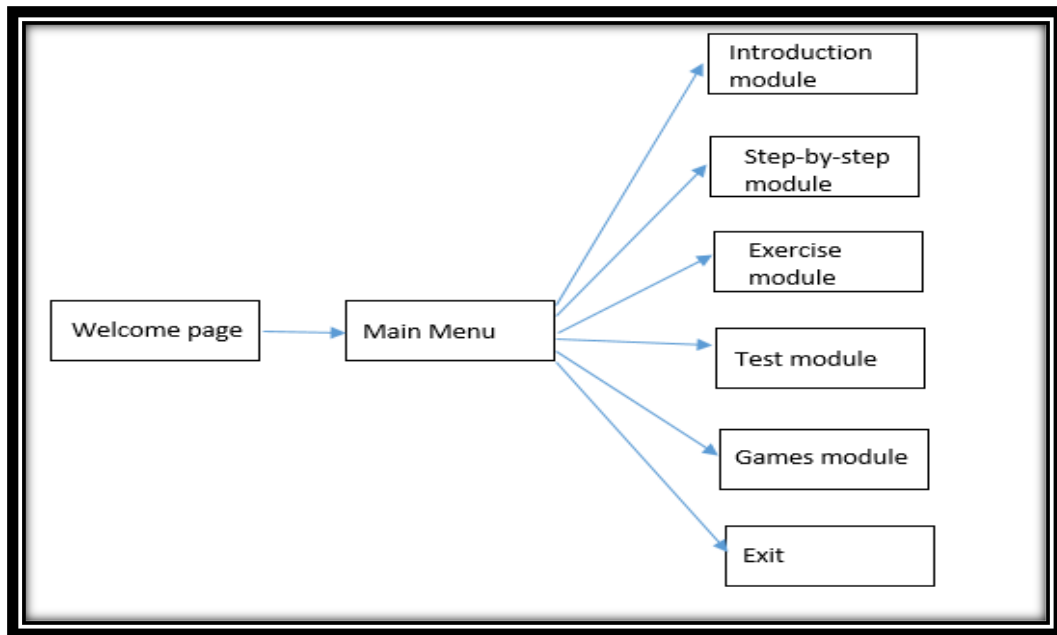 Introduction
module
Step-by-step
module
Exercise
module
Welcome page
Main Menu
Test module
Games module
Exit